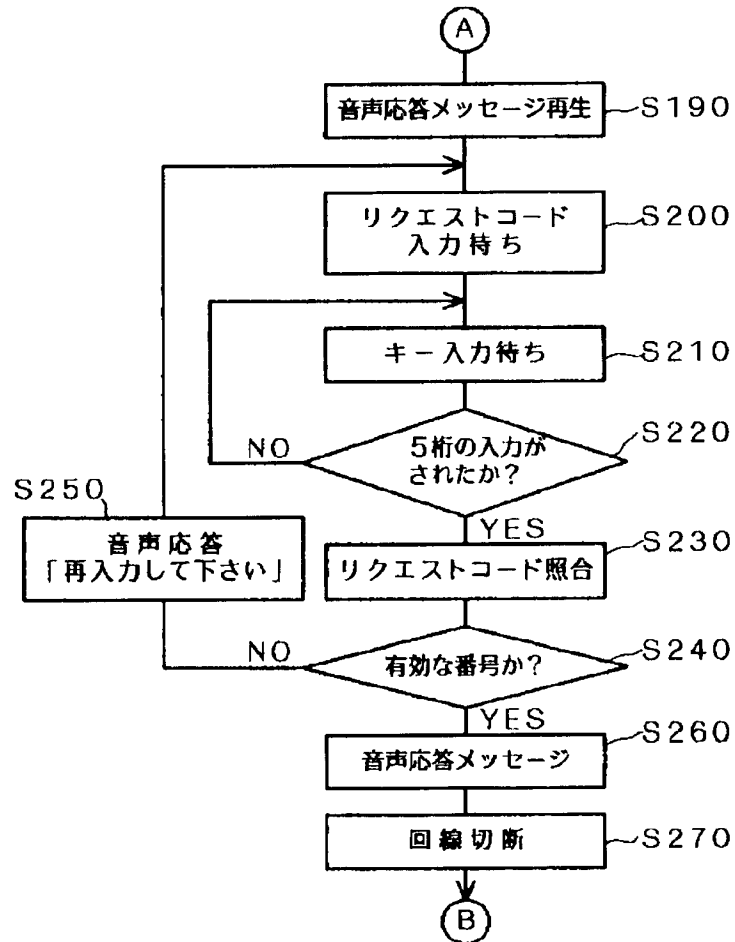 A
音声応答メッセージ再生
S190
リクエストコード
入力待ち
S200
キー入力待ち
S210
5桁の入力が
されたか?
S220
NO
YES
S250
音声応答
「再入力して下さい」
リクエストコード照合
S230
有効な番号か?
S240
NO
YES
音声応答メッセージ
S260
回線切断
S270
B